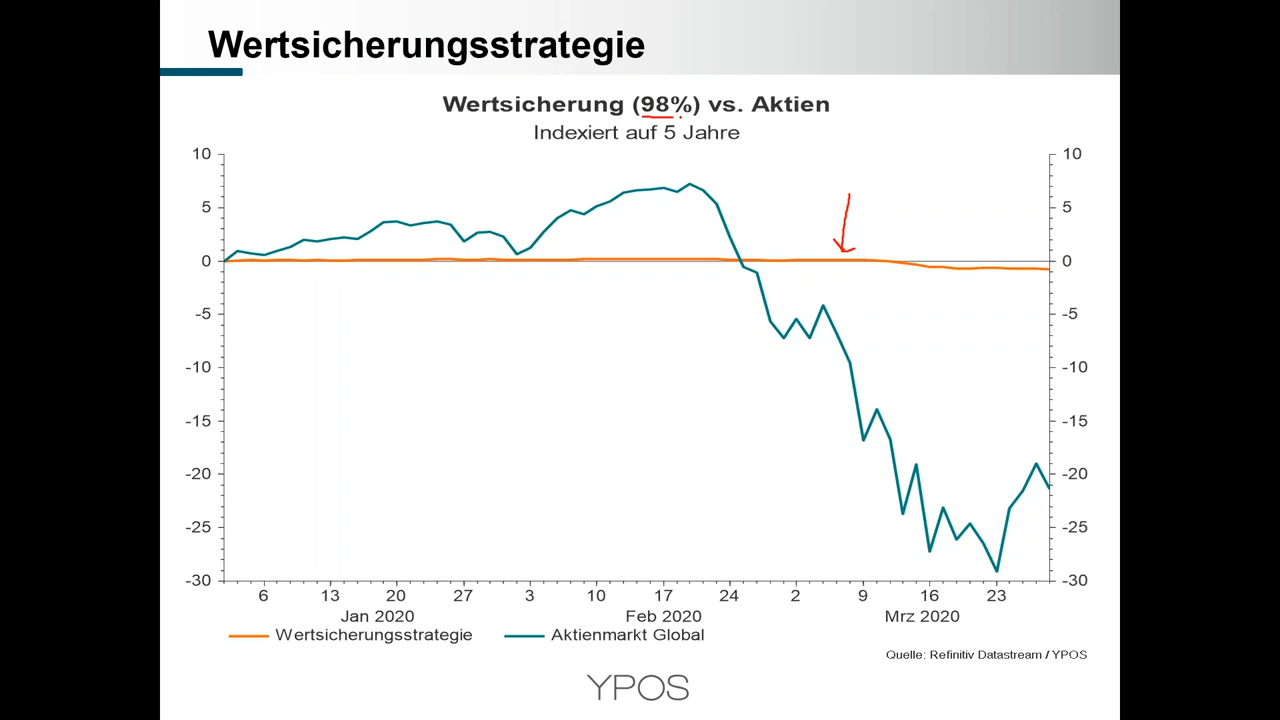 Wertsicherungsstrategie
Wertsicherung (98%) vs. Aktien
Indexiert auf 5 Jahre
10 10
5 5
0 0
-5 -5
-10 -10
-15 -15
-20 -20
-25 -25
-30 -30
6 13 20 27 3 10 17 24 2 9 16 23
Jan 2020 Feb 2020 Mrz 2020
Wertsicherungsstrategie Aktienmarkt Global
Quelle: Refinitiv Datastream / YPOS
YPOS